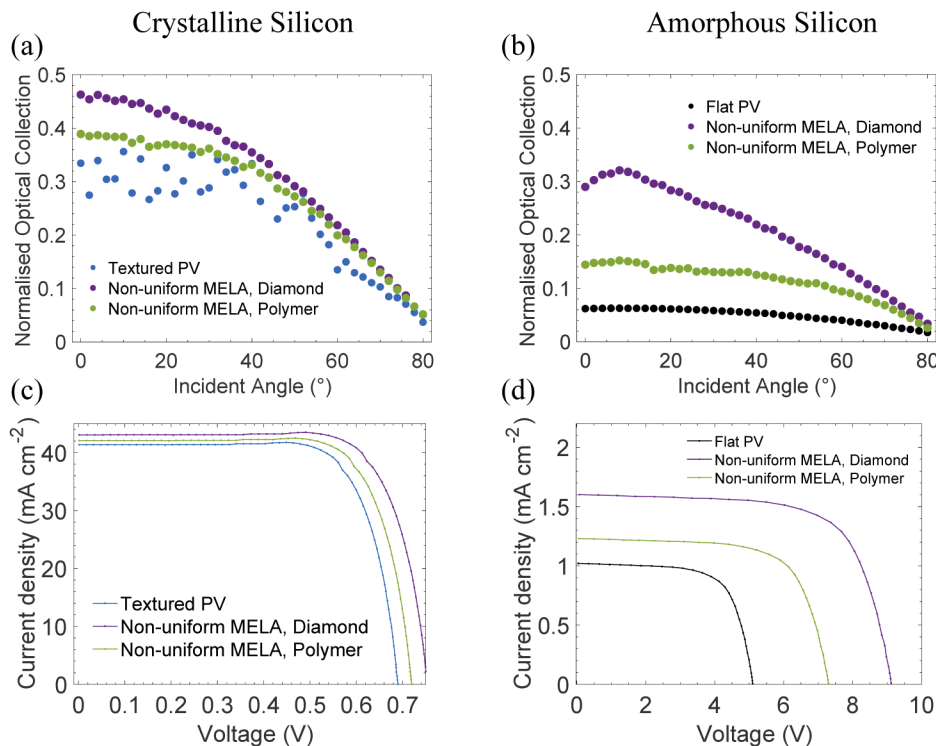 Crystalline Silicon
Amorphous Silicon
(a)
(b)
Normalised Optical Collection
0.5
0.4
0.3
0.2
0.1
0
Textured PV
Non-uniform MELA, Diamond
Non-uniform MELA, Polymer
0 20 40 60 80
Incident Angle (°)
Normalised Optical Collection
0.5
0.4
0.3
0.2
0.1
0
Flat PV
Non-uniform MELA, Diamond
Non-uniform MELA, Polymer
0 20 40 60 80
Incident Angle (°)
(c)
(d)
Current density (mA cm-2)
40
30
20
10
0
Textured PV
Non-uniform MELA, Diamond
Non-uniform MELA, Polymer
0 0.1 0.2 0.3 0.4 0.5 0.6 0.7
Voltage (V)
Current density (mA cm-2)
2
1.5
1
0.5
0
Flat PV
Non-uniform MELA, Diamond
Non-uniform MELA, Polymer
0 2 4 6 8 10
Voltage (V)